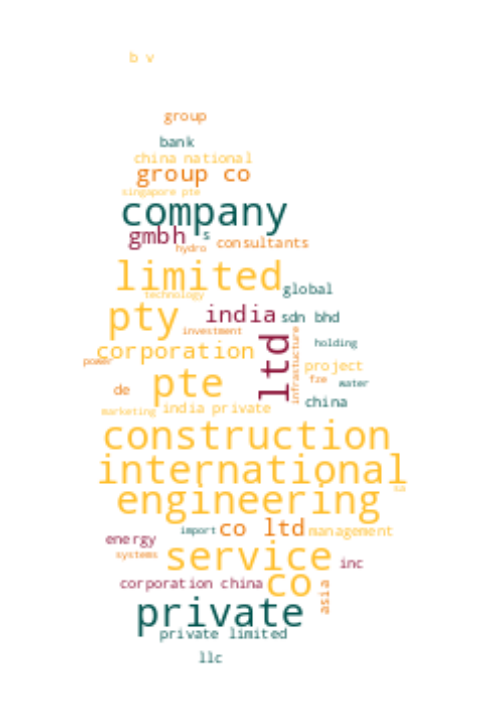 b v
group
bank
china national
group co
singapore pte
company
gmbh s consultants
hydro
limited
global
technology
pty india sdn bhd
investment
ltd
infrastructure
holding
corporation
power
project
pte
fze water
de
china
marketing india private
construction
international
engineering
sa
import co ltd management
energy
service
systems
inc
corporation china co
asia
private
private limited
llc